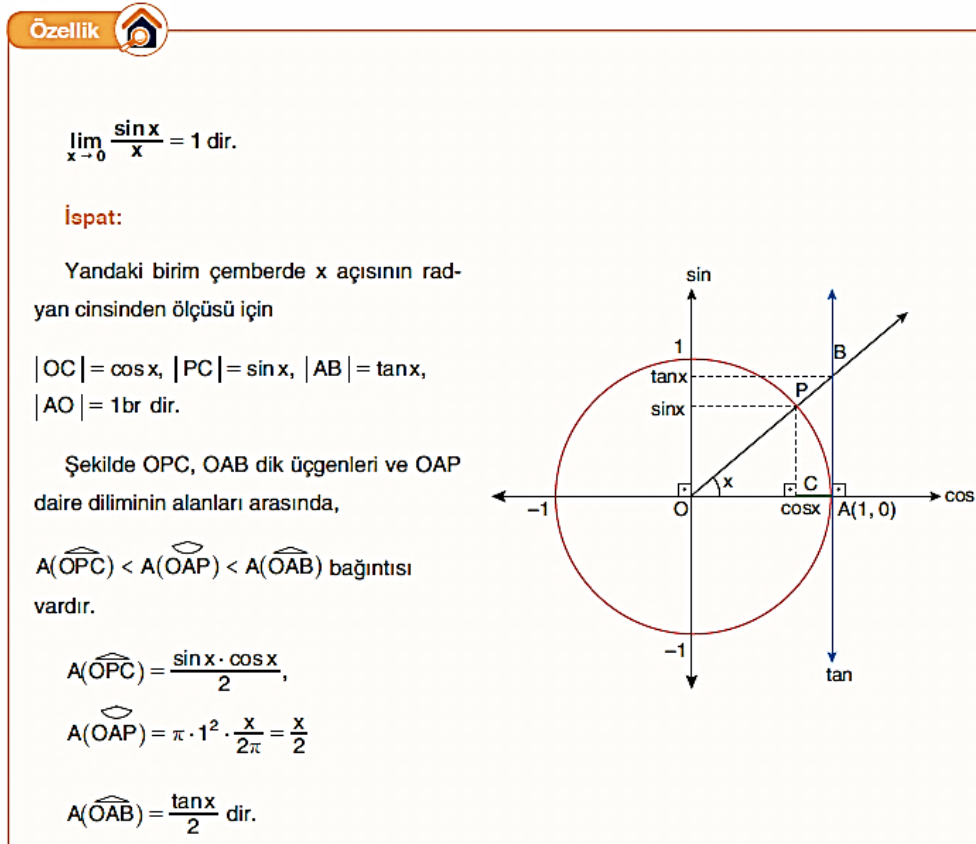 Özellik
lim x→0 sin x / x = 1 dir.
İspat:
Yandaki birim çemberde x açısının rad-
yan cinsinden ölçüsü için
|OC| = cos x, |PC| = sin x, |AB| = tanx,
|AO| = 1br dir.
Şekilde OPC, OAB dik üçgenleri ve OAP
daire diliminin alanları arasında,
A(OPC) < A(OAP) < A(OAB) bağıntısı
vardır.
A(OPC) = sin x · cos x / 2,
A(OAP) = π · 1² · x / 2π = x / 2
A(OAB) = tanx / 2 dir.
sin
1
B
tanx
P
sinx
x
C
cos
−1
O
cosx
A(1, 0)
−1
tan